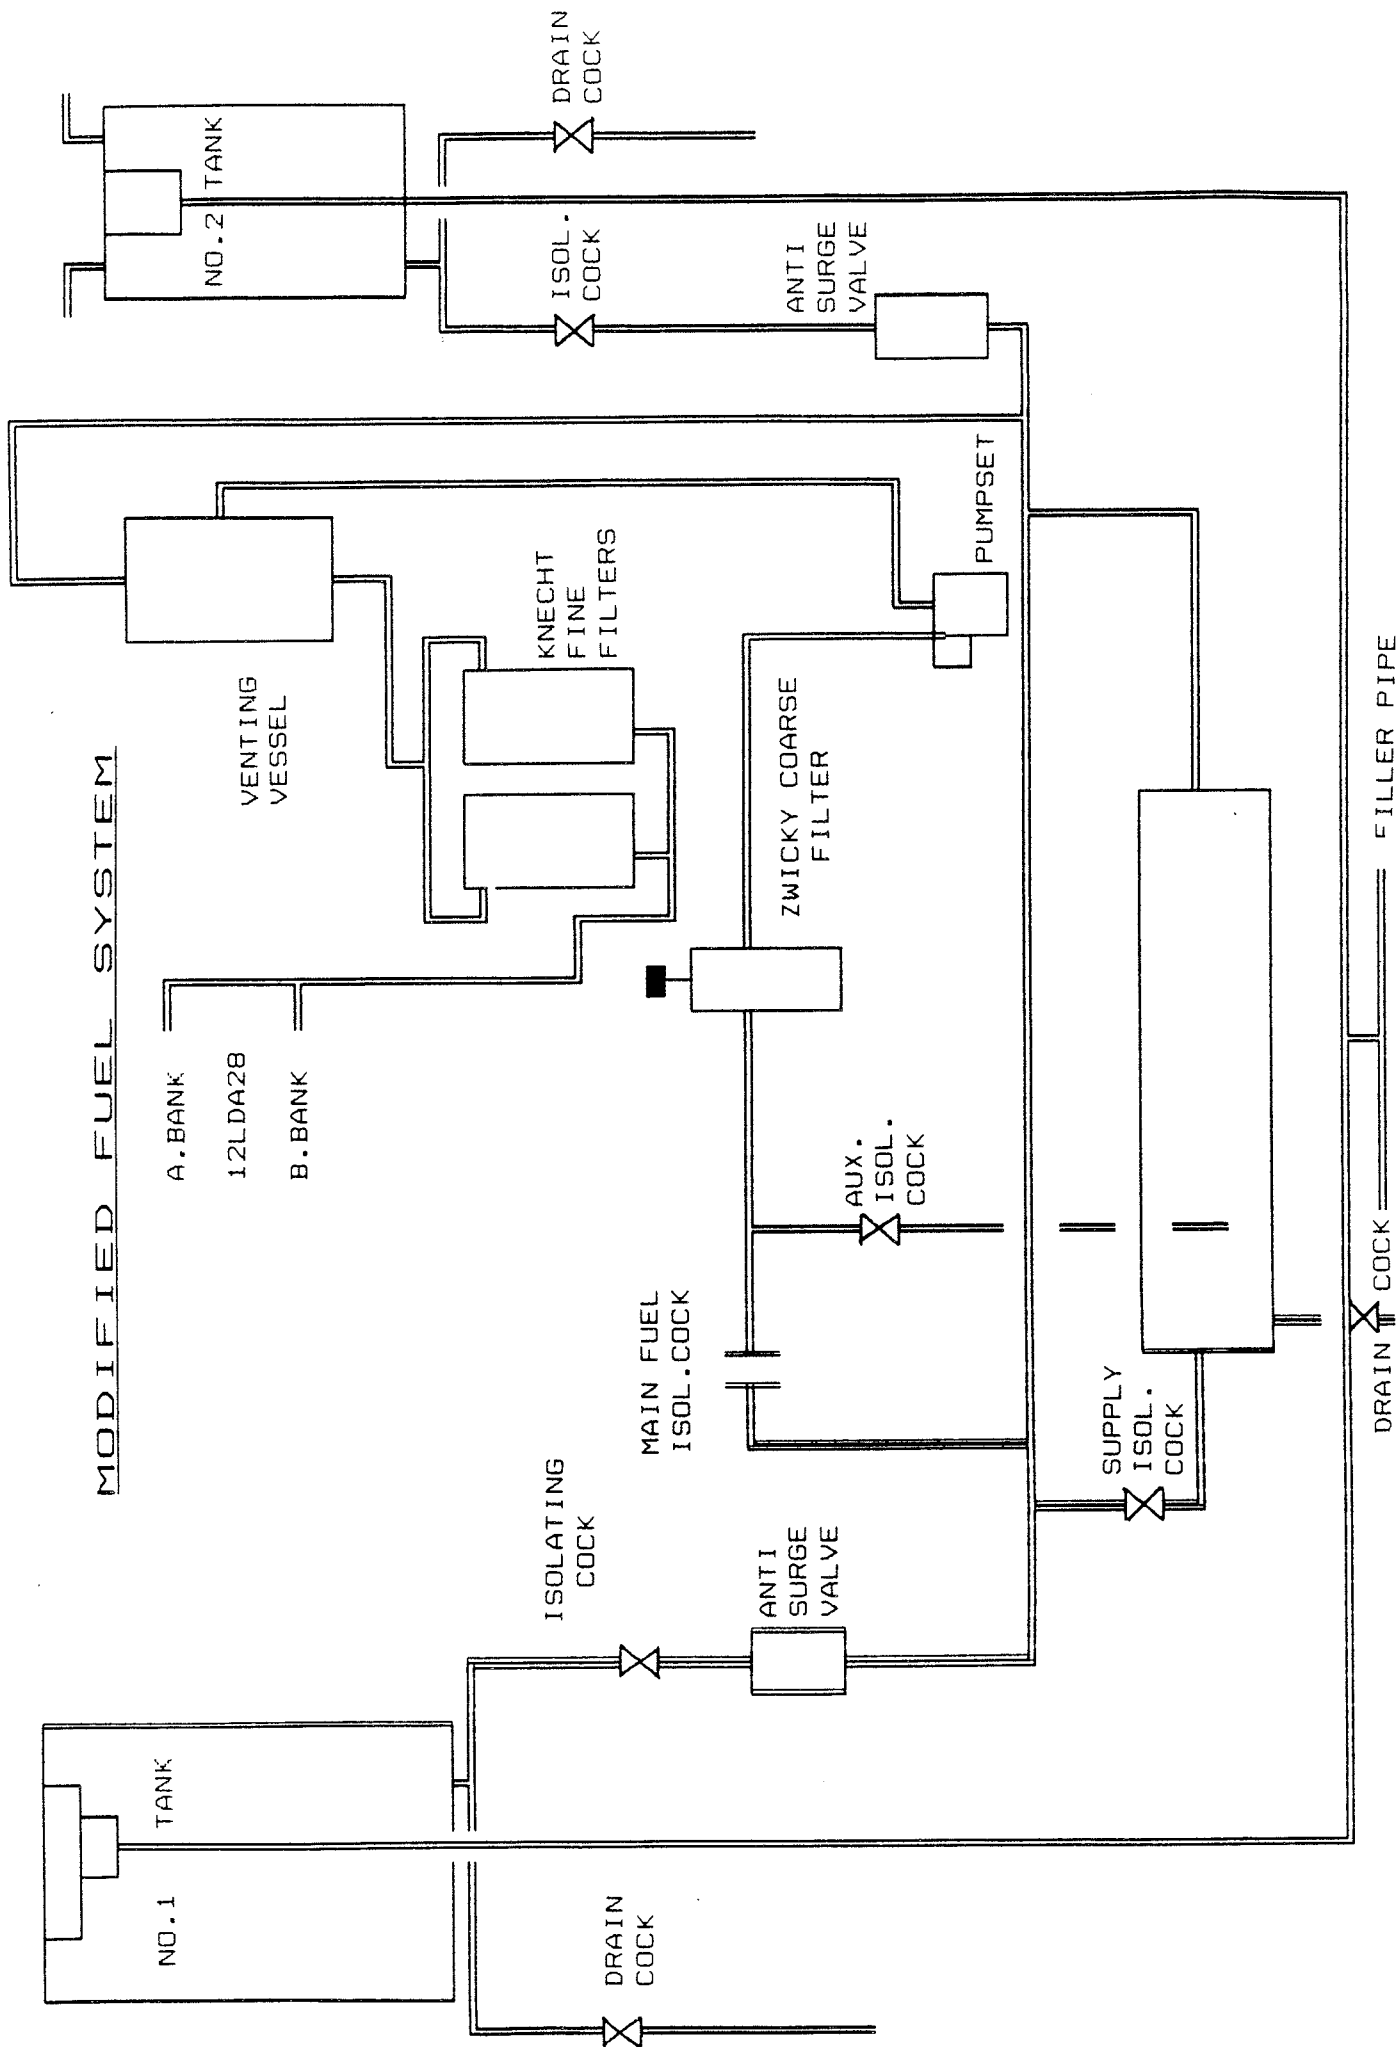 MODIFIED FUEL SYSTEM
NO.1 TANK
DRAIN
COCK
ISOLATING
COCK
ANTI
SURGE
VALVE
A.BANK
12LDA28
B.BANK
VENTING
VESSEL
KNECHT
FINE
FILTERS
MAIN FUEL
ISOL.COCK
AUX.
ISOL.
COCK
ZWICKY COARSE
FILTER
PUMPSET
SUPPLY
ISOL.
COCK
NO.2 TANK
ISOL.
COCK
DRAIN
COCK
ANTI
SURGE
VALVE
DRAIN COCK
FILLER PIPE